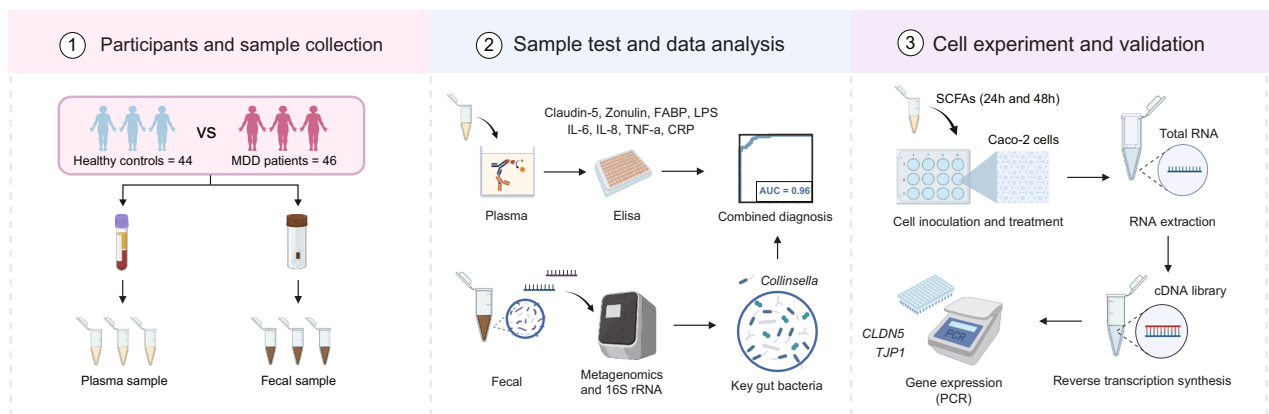 1 Participants and sample collection
VS
Healthy controls = 44
MDD patients = 46
Plasma sample
Fecal sample
2 Sample test and data analysis
Claudin-5, Zonulin, FABP, LPS
IL-6, IL-8, TNF-a, CRP
AUC = 0.96
Plasma
Elisa
Combined diagnosis
Collinsella
Fecal
Metagenomics
and 16S rRNA
Key gut bacteria
3 Cell experiment and validation
SCFAs (24h and 48h)
Caco-2 cells
Total RNA
Cell inoculation and treatment
RNA extraction
cDNA library
CLDN5
TJP1
PCR
Gene expression
(PCR)
Reverse transcription synthesis